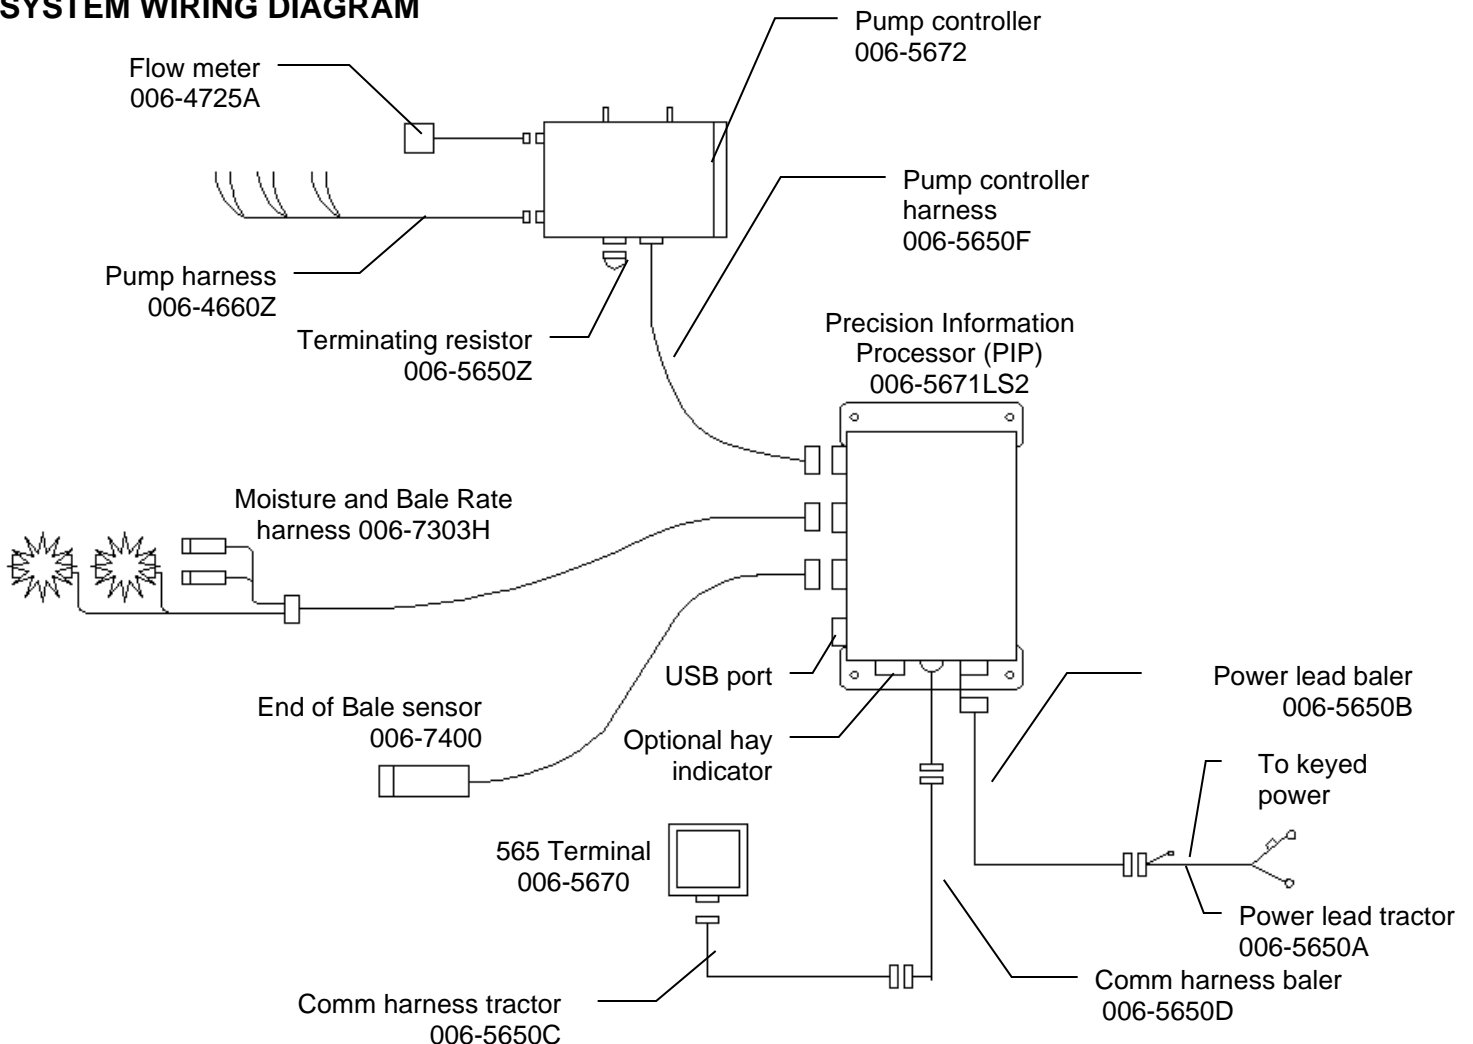 SYSTEM WIRING DIAGRAM
Pump controller
006-5672
Flow meter
006-4725A
Pump controller
harness
006-5650F
Pump harness
006-4660Z
Terminating resistor
006-5650Z
Precision Information
Processor (PIP)
006-5671LS2
Moisture and Bale Rate
harness 006-7303H
USB port
Power lead baler
006-5650B
End of Bale sensor
006-7400
Optional hay
indicator
To keyed
power
565 Terminal
006-5670
Power lead tractor
006-5650A
Comm harness baler
006-5650D
Comm harness tractor
006-5650C